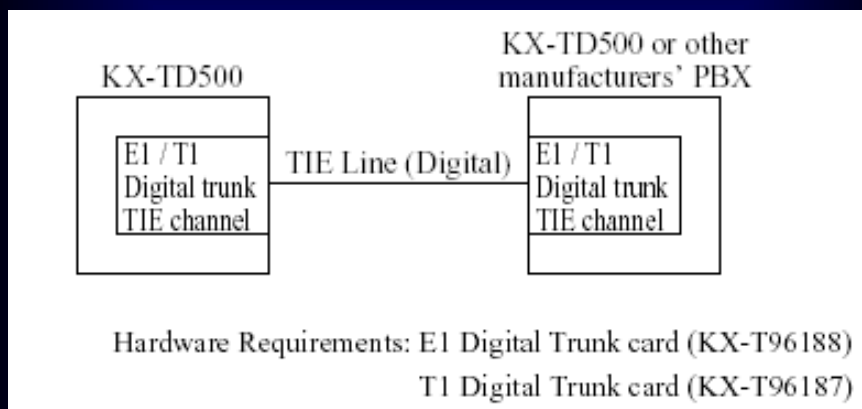 KX-TD500
E1 / T1
Digital trunk
TIE channel
TIE Line (Digital)
KX-TD500 or other
manufacturers' PBX
E1 / T1
Digital trunk
TIE channel
Hardware Requirements: E1 Digital Trunk card (KX-T96188)
T1 Digital Trunk card (KX-T96187)